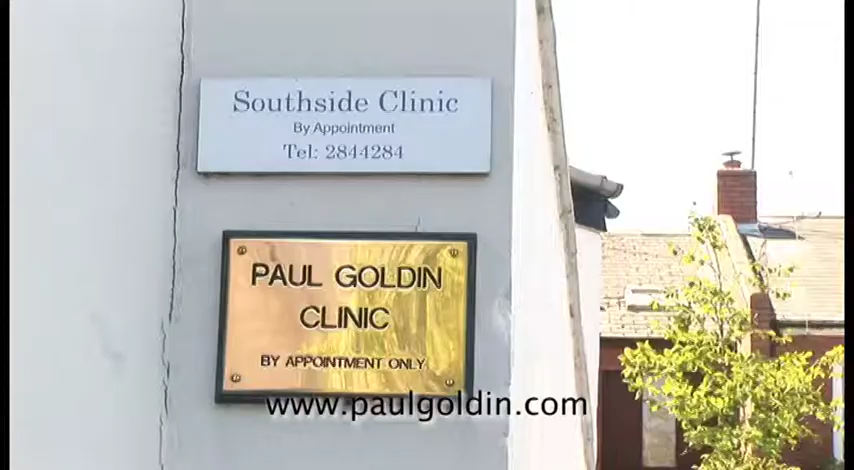 Southside Clinic
By Appointment
Tel: 2844284
PAUL GOLDIN
CLINIC
BY APPOINTMENT ONLY
www.paulgoldin.com